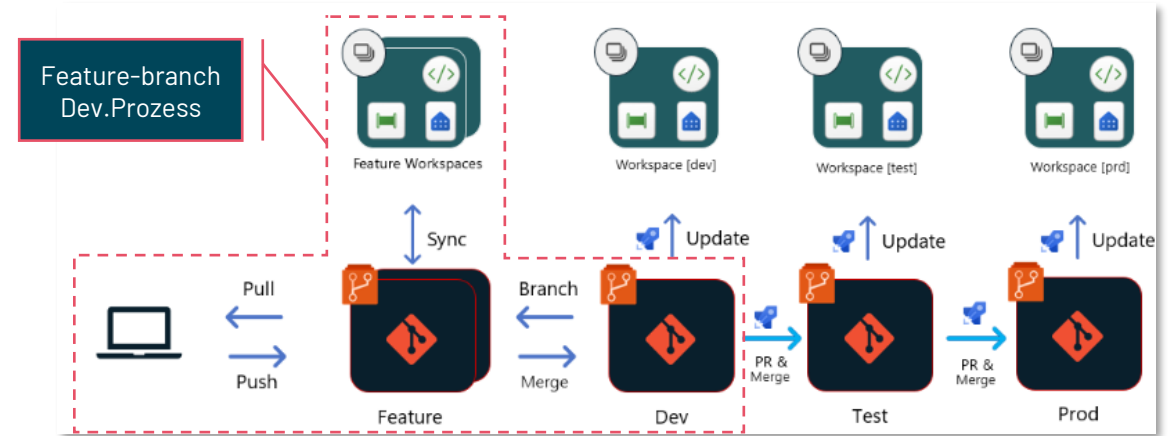 Feature-branch
Dev.Prozess
Feature Workspaces
Workspace [dev]
Workspace [test]
Workspace [prd]
Sync
Update
Update
Update
Pull
Push
Branch
Merge
PR &
Merge
PR &
Merge
Feature
Dev
Test
Prod